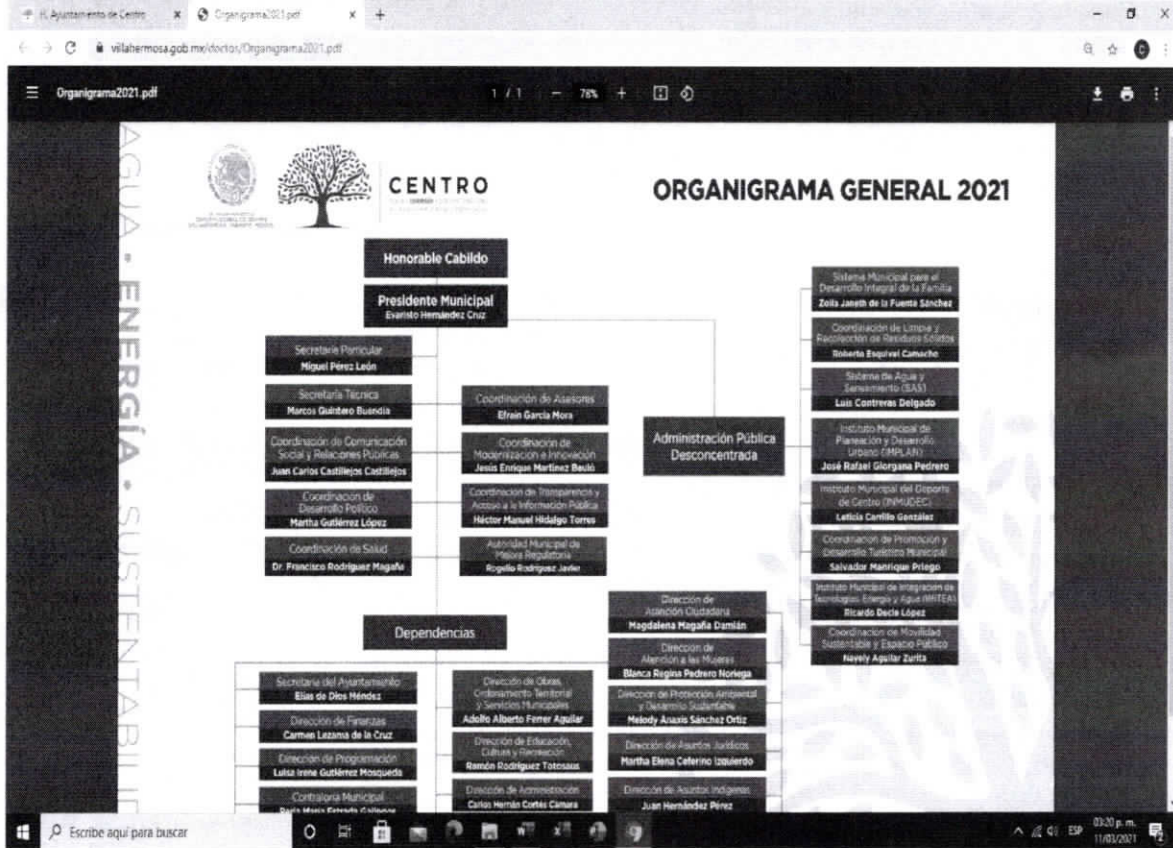 H. Ayuntamiento de Centro
Organigrama2021.pdf
villahermosa.gob.mx/doctos/Organigrama2021.pdf
Organigrama2021.pdf
1 / 1
78%
AGUA • ENERGÍA • SUSTENTABILI
CENTRO
ORGANIGRAMA GENERAL 2021
Honorable Cabildo
Presidente Municipal
Evaristo Hernández Cruz
Secretaría Particular
Miguel Pérez León
Secretaría Técnica
Marcos Quintero Buendía
Coordinación de Comunicación
Social y Relaciones Públicas
Juan Carlos Castillejos Castillejos
Coordinación de
Desarrollo Político
Martha Gutiérrez López
Coordinación de Salud
Dr. Francisco Rodríguez Magaña
Coordinación de Asesores
Efraín García Mora
Coordinación de
Modernización e Innovación
Jesús Enrique Martínez Beuló
Coordinación de Transparencia y
Acceso a la Información Pública
Héctor Manuel Hidalgo Torres
Autoridad Municipal de
Mejora Regulatoria
Rogelio Rodríguez Javier
Administración Pública
Desconcentrada
Sistema Municipal para el
Desarrollo Integral de la Familia
Zoila Janeth de la Fuente Sánchez
Coordinación de Limpia y
Recolección de Residuos Sólidos
Roberto Esquivel Camacho
Sistema de Agua y
Saneamiento (SAS)
Luis Contreras Delgado
Instituto Municipal de
Planeación y Desarrollo
Urbano (IMPLAN)
José Rafael Giorgana Pedrero
Instituto Municipal del Deporte
de Centro (INMUDEC)
Leticia Carrillo González
Coordinación de Promoción y
Desarrollo Turístico Municipal
Salvador Manrique Priego
Instituto Municipal de Integración de
Tecnologías, Energía y Agua (IMITEA)
Ricardo Decle López
Coordinación de Movilidad
Sustentable y Espacio Público
Nayely Aguilar Zurita
Dependencias
Secretaría del Ayuntamiento
Elías de Dios Méndez
Dirección de Finanzas
Carmen Lezama de la Cruz
Dirección de Programación
Luisa Irene Gutiérrez Mosqueda
Contraloría Municipal
Dirección de Obras,
Ordenamiento Territorial
y Servicios Municipales
Adolfo Alberto Ferrer Aguilar
Dirección de Educación,
Cultura y Recreación
Ramón Rodríguez Totosaus
Dirección de Administración
Carlos Hernán Cortés Cámara
Dirección de
Atención Ciudadana
Magdalena Magaña Damián
Dirección de
Atención a las Mujeres
Blanca Regina Pedrero Noriega
Dirección de Protección Ambiental
y Desarrollo Sustentable
Melody Anaxis Sánchez Ortiz
Dirección de Asuntos Jurídicos
Martha Elena Ceferino Izquierdo
Dirección de Asuntos Indígenas
Juan Hernández Pérez
Escribe aquí para buscar
ESP
03:20 p. m.
11/03/2021